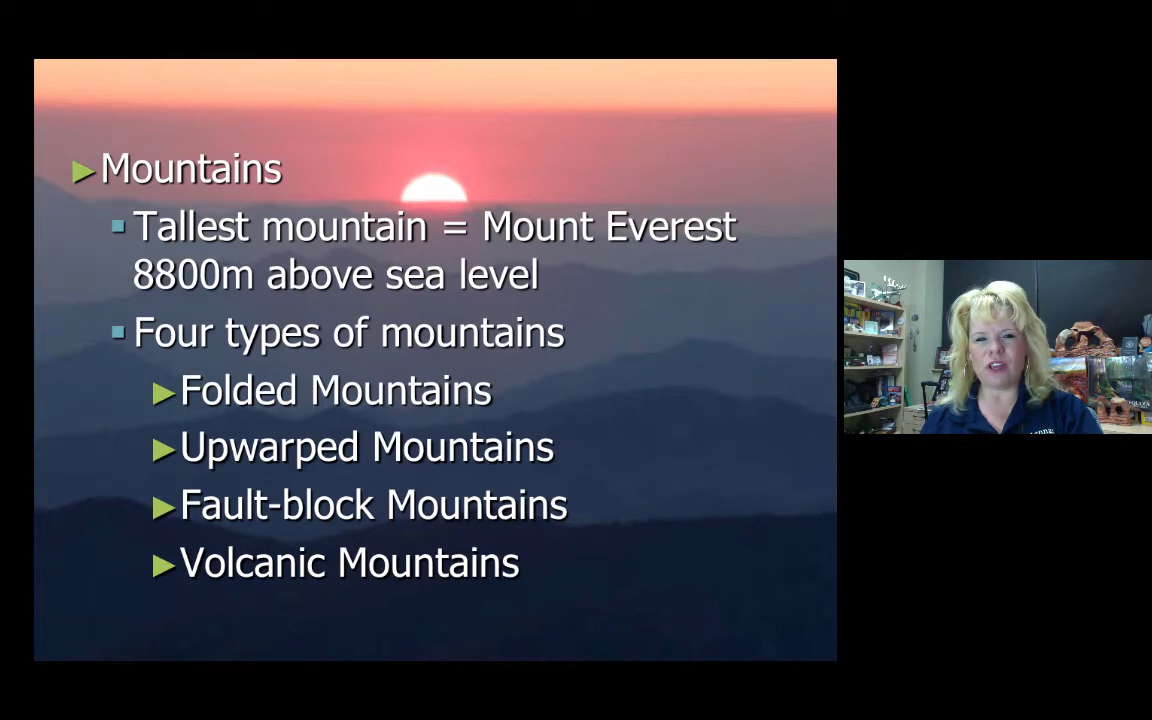 Mountains
Tallest mountain = Mount Everest
8800m above sea level
Four types of mountains
Folded Mountains
Upwarped Mountains
Fault-block Mountains
Volcanic Mountains